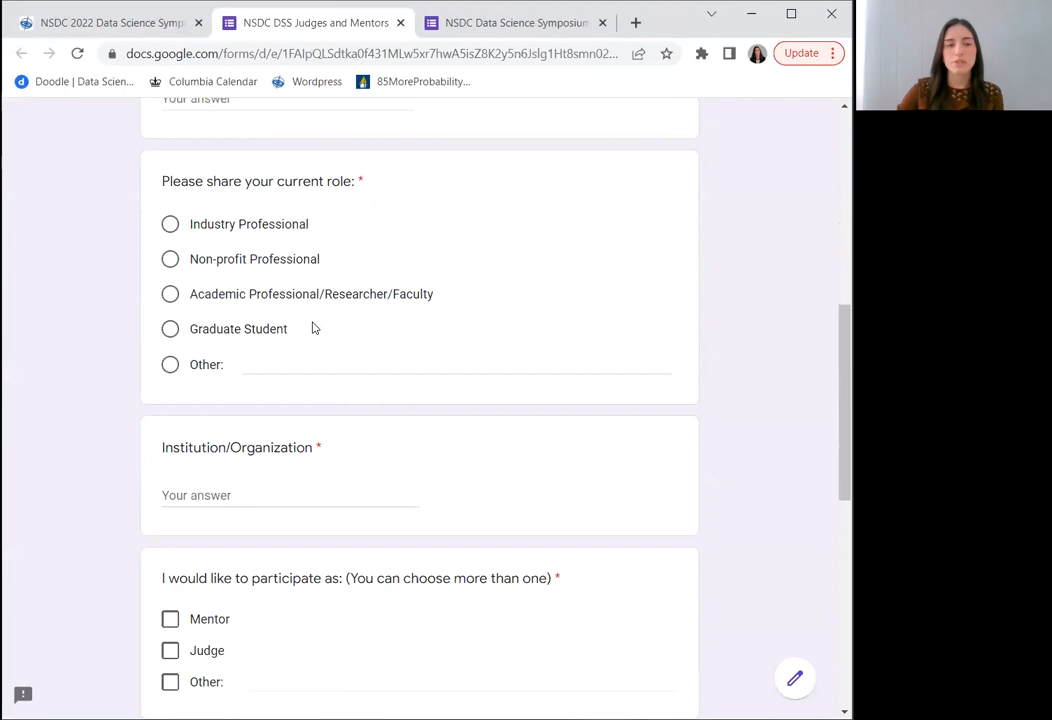 NSDC 2022 Data Science Symp
NSDC DSS Judges and Mentors
NSDC Data Science Symposium
docs.google.com/forms/d/e/1FAIpQLSdtka0f431MLw5xr7hwA5isZ8K2y5n6Jslg1Ht8smn02...
Update
Doodle | Data Scien...
Columbia Calendar
Wordpress
85MoreProbability...
Your answer
Please share your current role: *
Industry Professional
Non-profit Professional
Academic Professional/Researcher/Faculty
Graduate Student
Other:
Institution/Organization *
Your answer
I would like to participate as: (You can choose more than one) *
Mentor
Judge
Other: